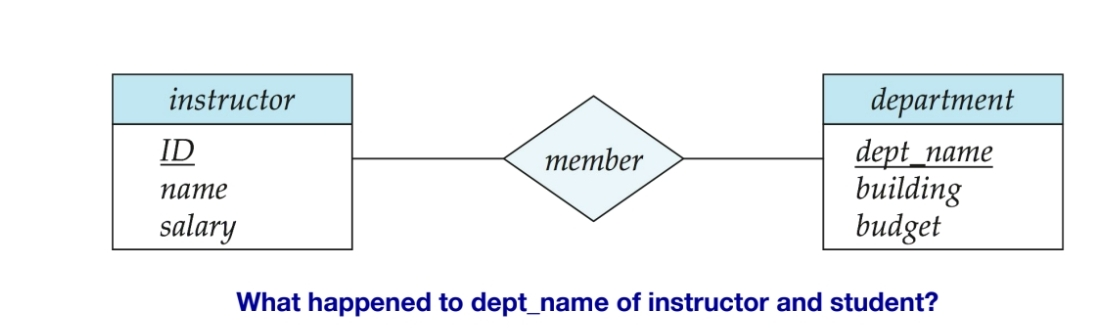 instructor
ID
name
salary
member
department
dept_name
building
budget
What happened to dept_name of instructor and student?